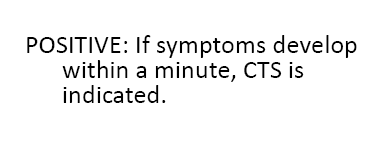 POSITIVE: If symptoms develop
within a minute, CTS is
indicated.